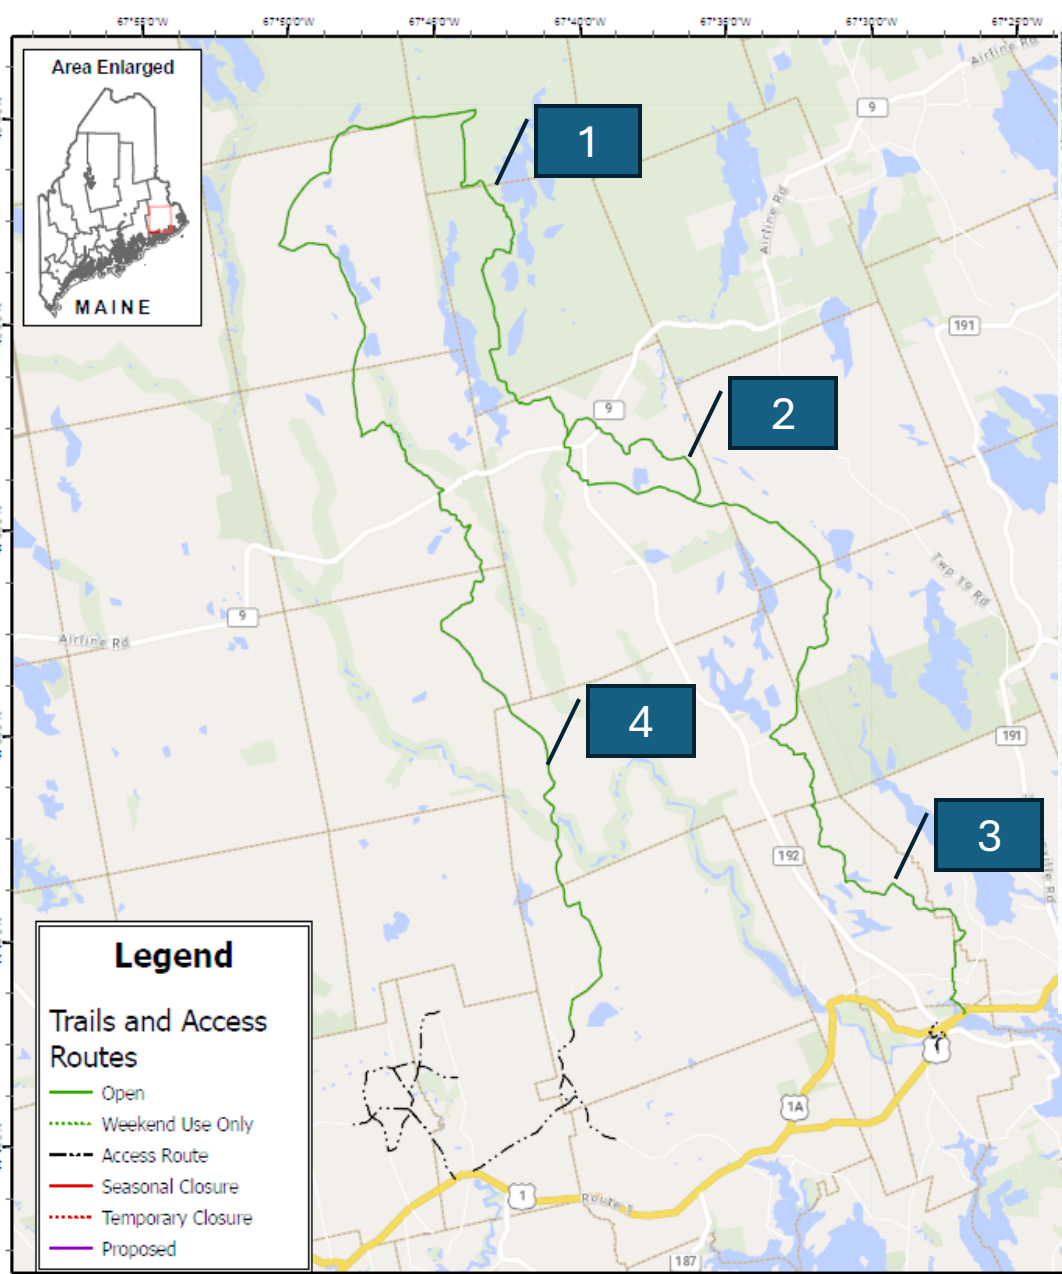 67°55'0"W 67°50'0"W 67°45'0"W 67°40'0"W 67°35'0"W 67°30'0"W 67°25'0"W
Area Enlarged
MAINE
Airline Rd
9
1
Airline Rd
191
9
2
Twp 19 Rd
9
Airline Rd
4
191
3
192
Legend
Trails and Access
Routes
Open
Weekend Use Only
Access Route
Seasonal Closure
Temporary Closure
Proposed
1
1A
1
Route 1
187